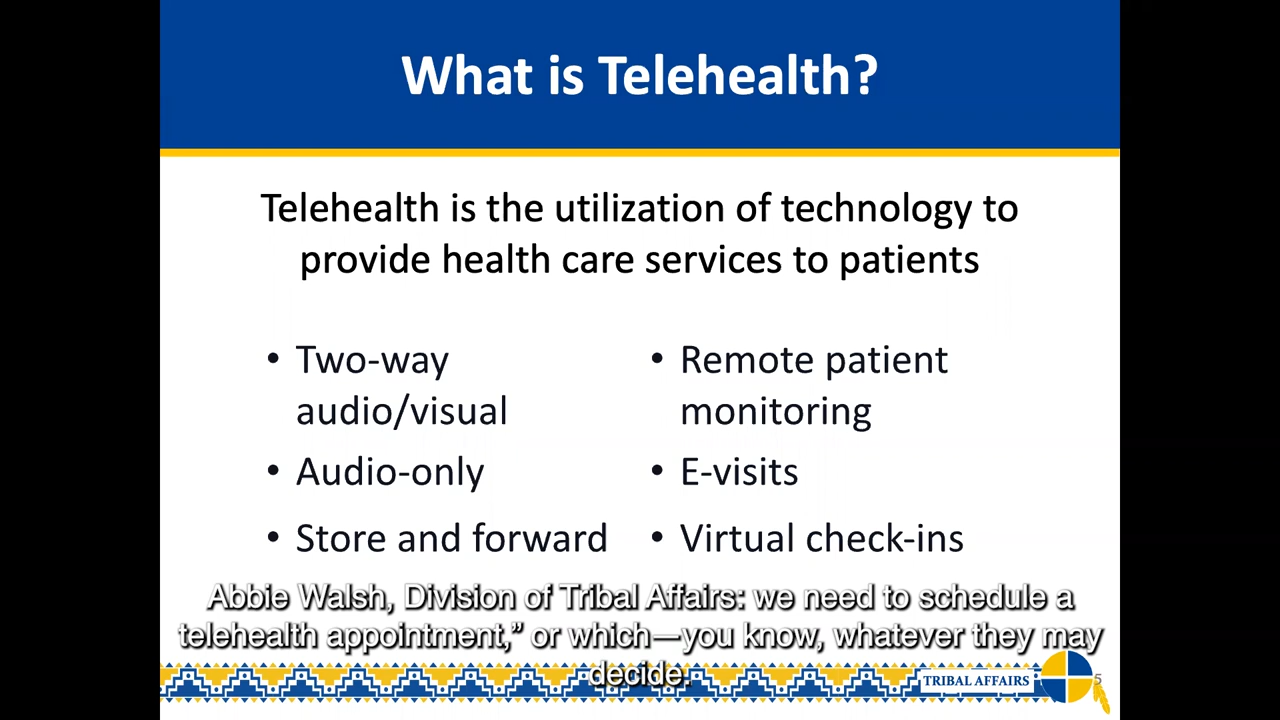 What is Telehealth?
Telehealth is the utilization of technology to
provide health care services to patients
• Two-way
audio/visual
• Audio-only
• Store and forward
• Remote patient
monitoring
• E-visits
• Virtual check-ins
Abbie Walsh, Division of Tribal Affairs: we need to schedule a
telehealth appointment,” or which—you know, whatever they may
decide.
TRIBAL AFFAIRS
5